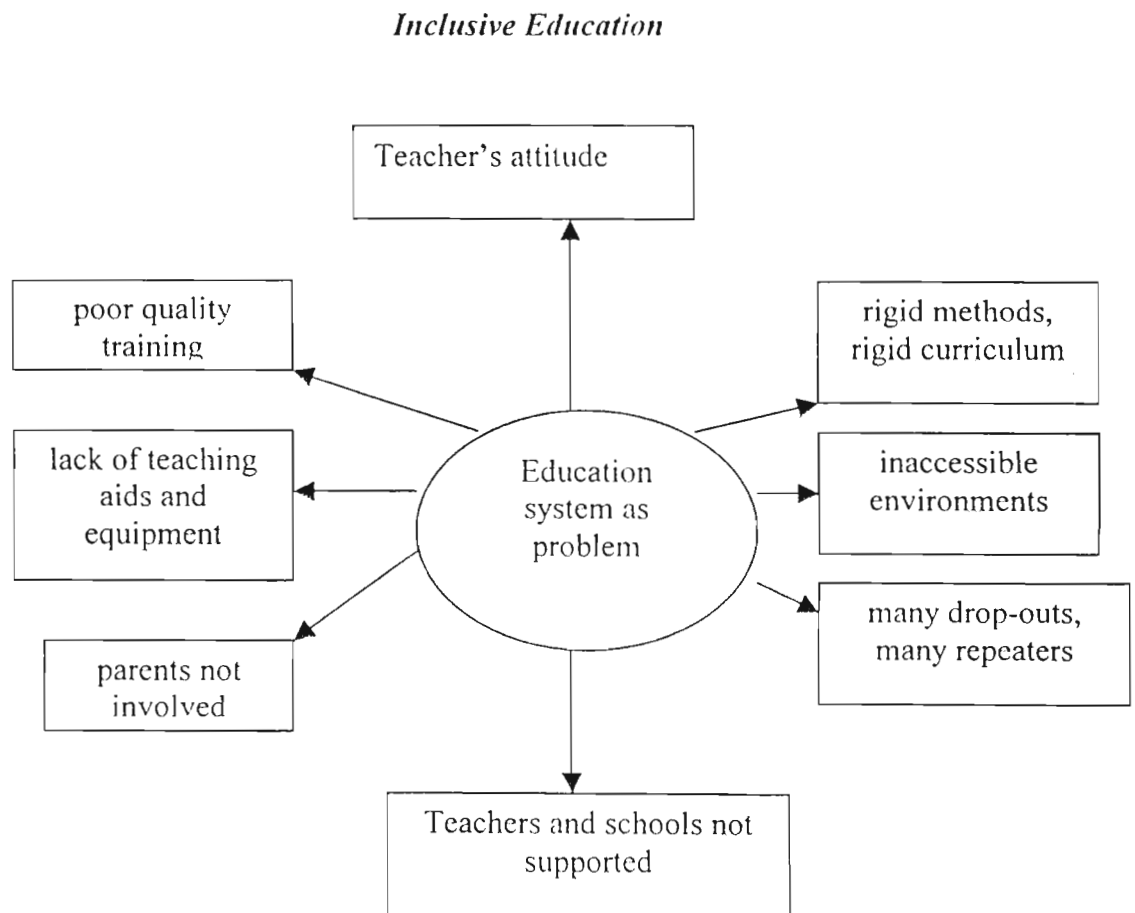 Inclusive Education
Teacher's attitude
poor quality
training
rigid methods,
rigid curriculum
lack of teaching
aids and
equipment
Education
system as
problem
inaccessible
environments
many drop-outs,
many repeaters
parents not
involved
Teachers and schools not
supported